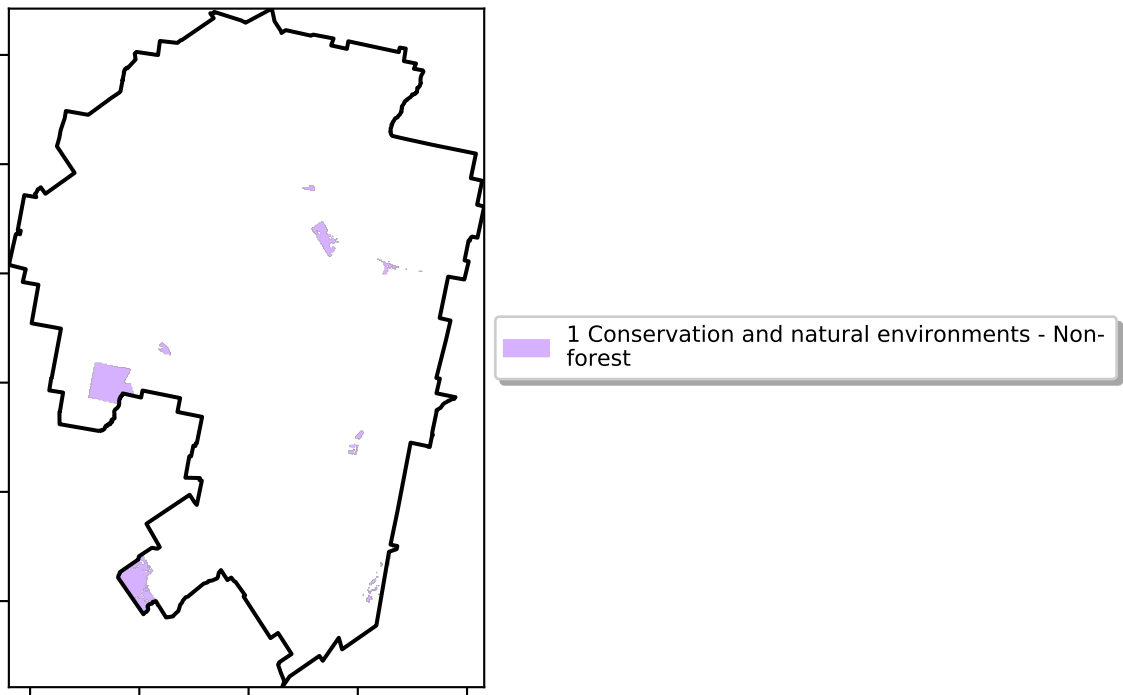 1 Conservation and natural environments - Non-
forest